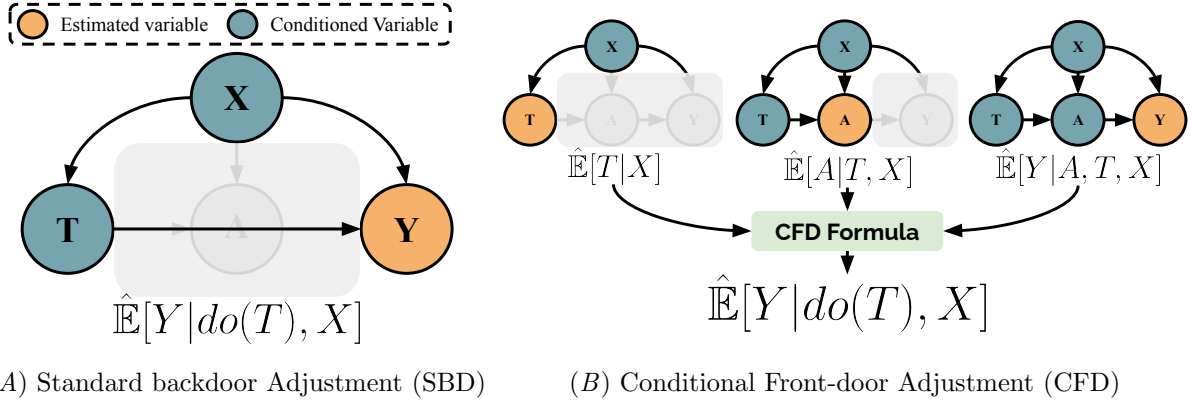 Estimated variable Conditioned Variable
X
T A Y
Ê[Y|do(T), X]
A) Standard backdoor Adjustment (SBD)
X X X
T A Y T A Y T A Y
Ê[T|X] Ê[A|T, X] Ê[Y|A, T, X]
CFD Formula
Ê[Y|do(T), X]
(B) Conditional Front-door Adjustment (CFD)